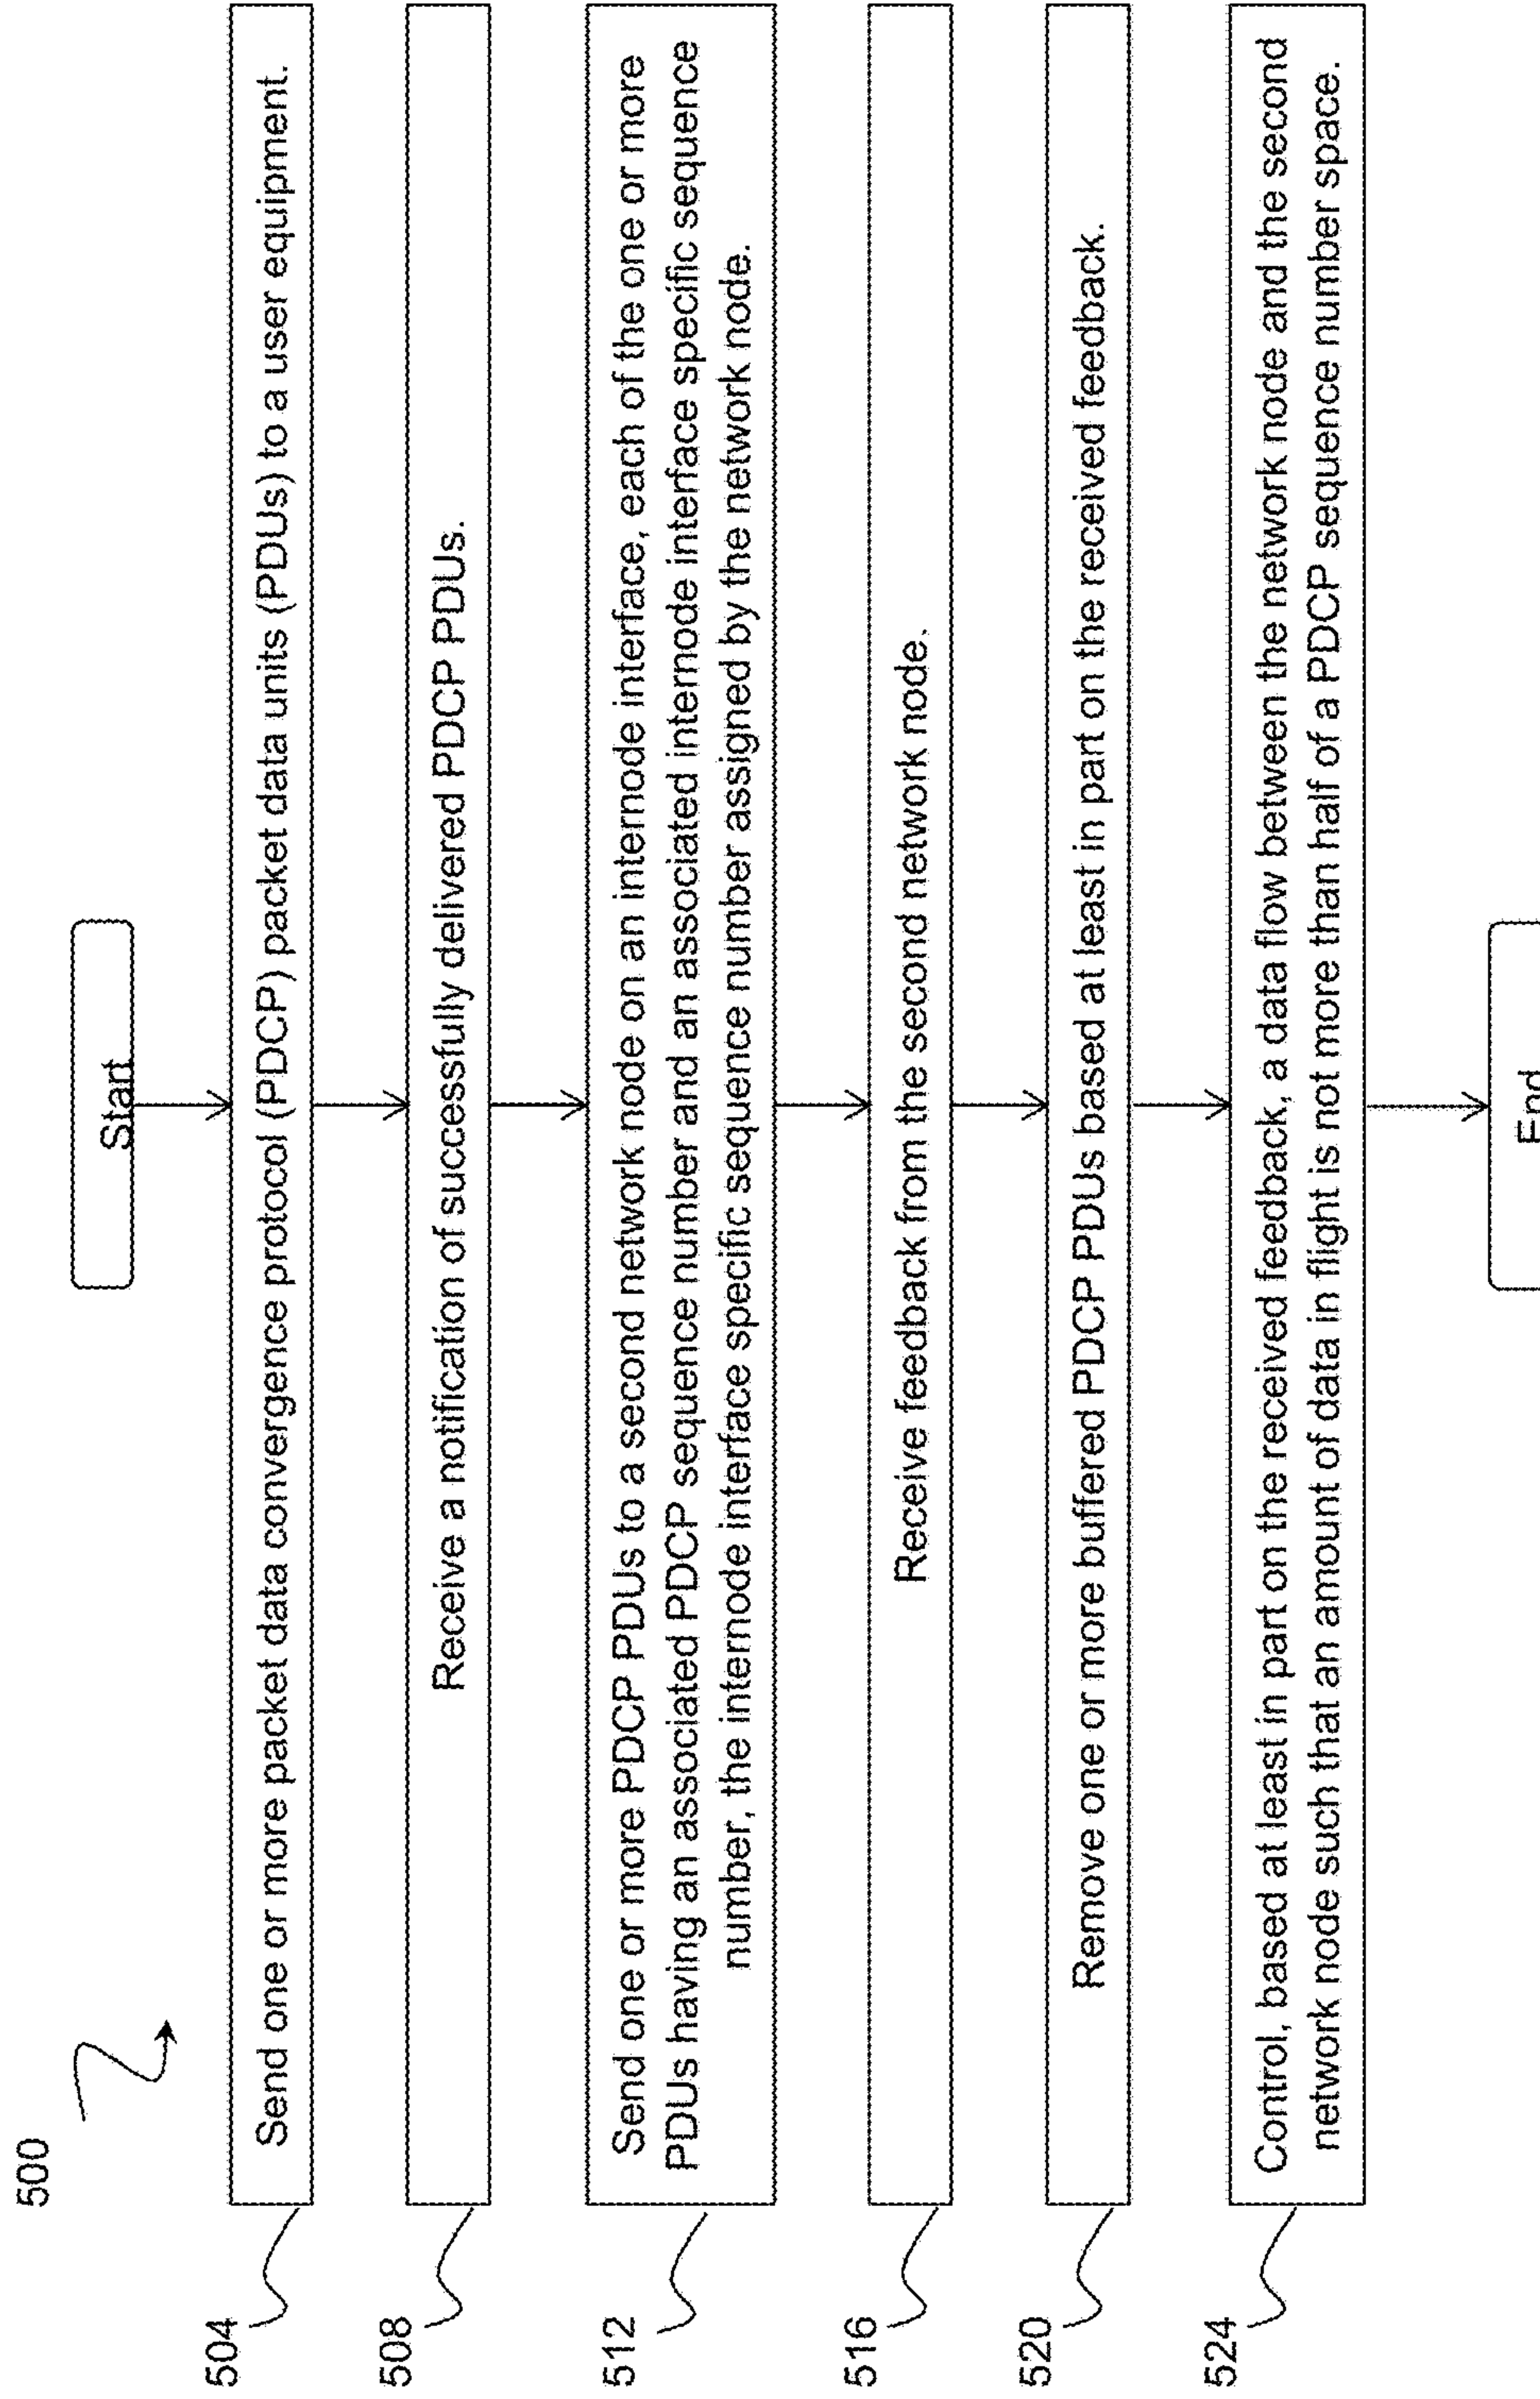 500
Start
504
Send one or more packet data convergence protocol (PDCP) packet data units (PDUs) to a user equipment.
508
Receive a notification of successfully delivered PDCP PDUs.
512
Send one or more PDCP PDUs to a second network node on an internode interface, each of the one or more
PDUs having an associated PDCP sequence number and an associated internode interface specific sequence
number, the internode interface specific sequence number assigned by the network node.
516
Receive feedback from the second network node.
520
Remove one or more buffered PDCP PDUs based at least in part on the received feedback.
524
Control, based at least in part on the received feedback, a data flow between the network node and the second
network node such that an amount of data in flight is not more than half of a PDCP sequence number space.
End